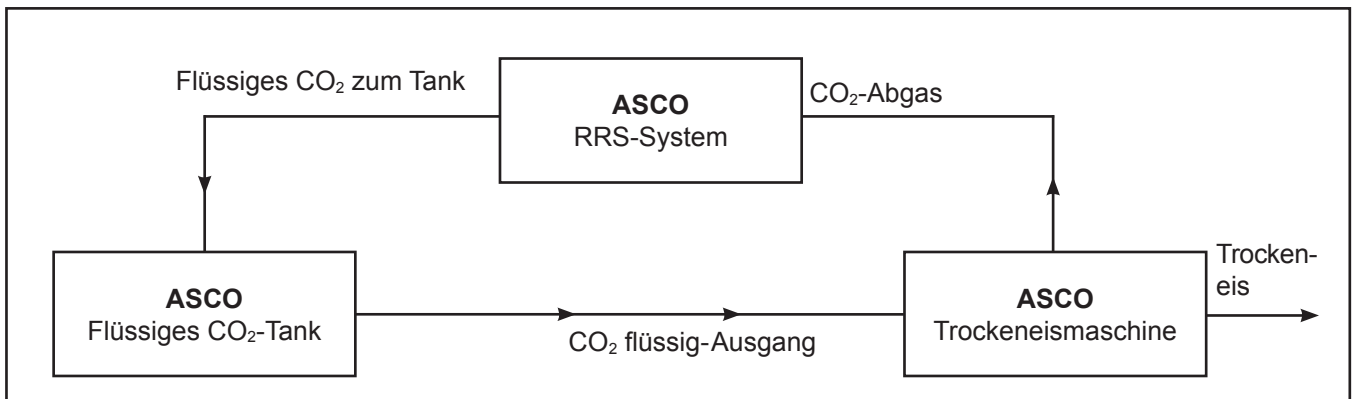 Flüssiges CO₂ zum Tank
ASCO
RRS-System
CO₂-Abgas
ASCO
Flüssiges CO₂-Tank
CO₂ flüssig-Ausgang
ASCO
Trockeneismaschine
Trocken-
eis